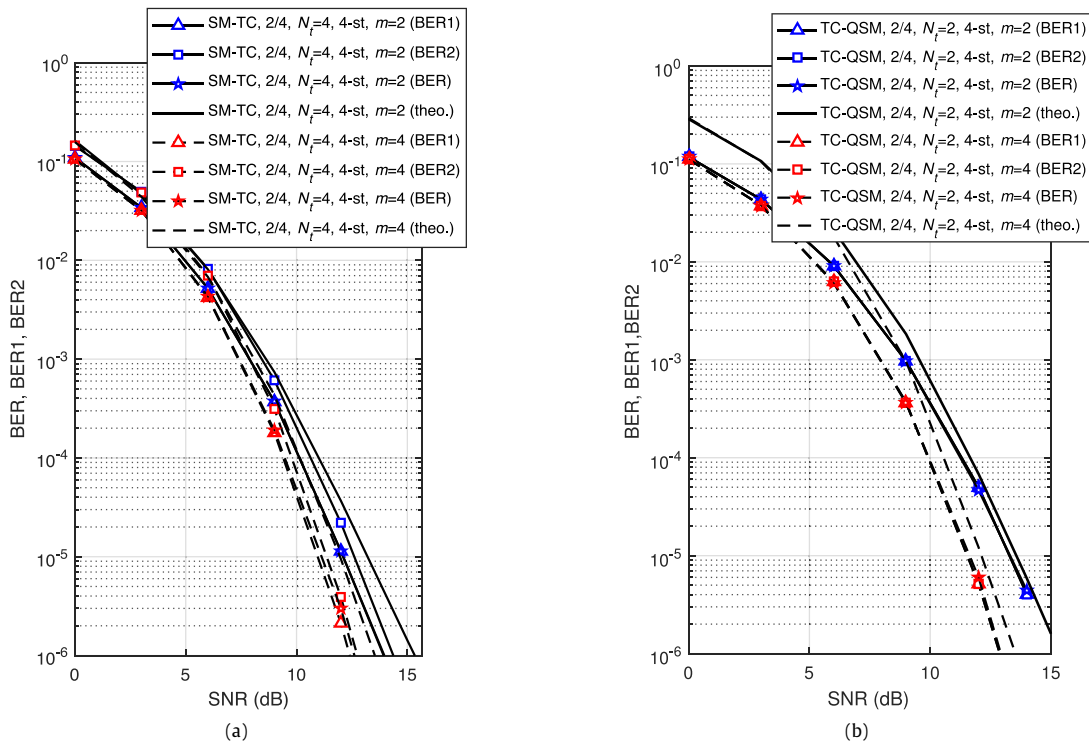 SM-TC, 2/4, N_t=4, 4-st, m=2 (BER1)
SM-TC, 2/4, N_t=4, 4-st, m=2 (BER2)
SM-TC, 2/4, N_t=4, 4-st, m=2 (BER)
SM-TC, 2/4, N_t=4, 4-st, m=2 (theo.)
SM-TC, 2/4, N_t=4, 4-st, m=4 (BER1)
SM-TC, 2/4, N_t=4, 4-st, m=4 (BER2)
SM-TC, 2/4, N_t=4, 4-st, m=4 (BER)
SM-TC, 2/4, N_t=4, 4-st, m=4 (theo.)
10^0
10^-1
10^-2
10^-3
10^-4
10^-5
10^-6
BER, BER1, BER2
0 5 10 15
SNR (dB)
(a)
TC-QSM, 2/4, N_t=2, 4-st, m=2 (BER1)
TC-QSM, 2/4, N_t=2, 4-st, m=2 (BER2)
TC-QSM, 2/4, N_t=2, 4-st, m=2 (BER)
TC-QSM, 2/4, N_t=2, 4-st, m=2 (theo.)
TC-QSM, 2/4, N_t=2, 4-st, m=4 (BER1)
TC-QSM, 2/4, N_t=2, 4-st, m=4 (BER2)
TC-QSM, 2/4, N_t=2, 4-st, m=4 (BER)
TC-QSM, 2/4, N_t=2, 4-st, m=4 (theo.)
10^0
10^-1
10^-2
10^-3
10^-4
10^-5
10^-6
BER, BER1,BER2
0 5 10 15
SNR (dB)
(b)